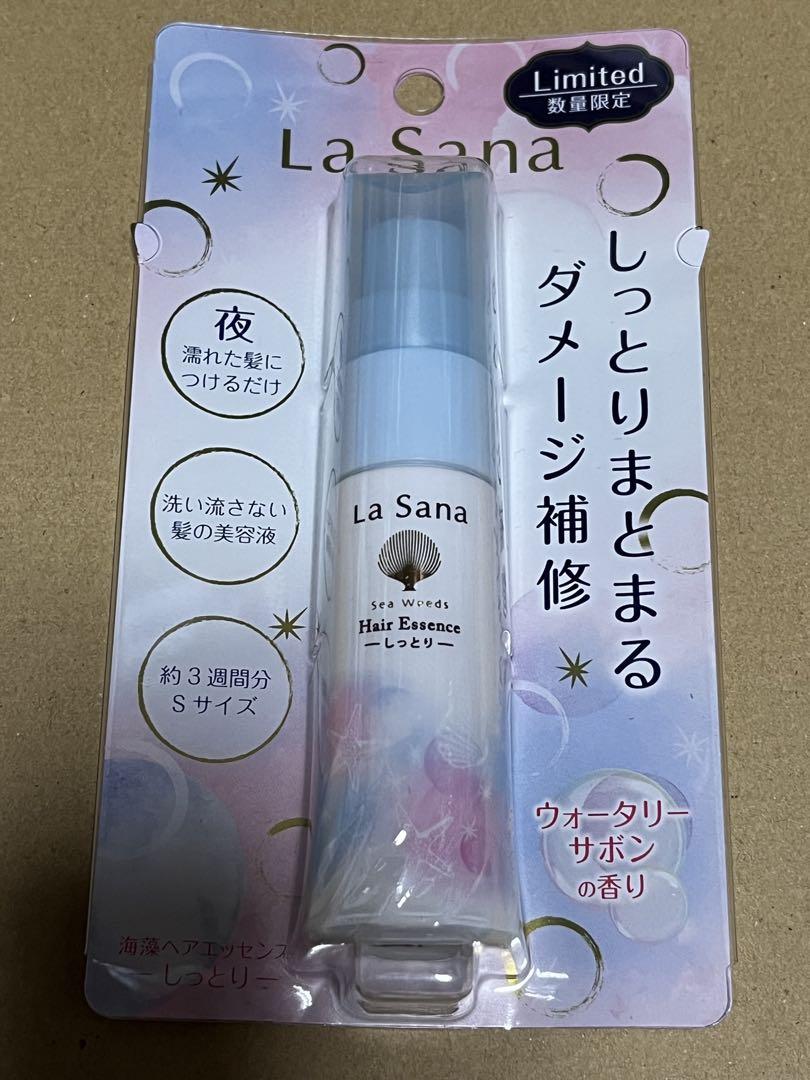 Limited
数量限定
La Sana
しっとりまとまる
ダメージ補修
夜
濡れた髪に
つけるだけ
洗い流さない
髪の美容液
約3週間分
Sサイズ
La Sana
Sea Weeds
Hair Essence
しっとり
ウォータリー
サボン
の香り
海藻ヘアエッセンス
しっとり